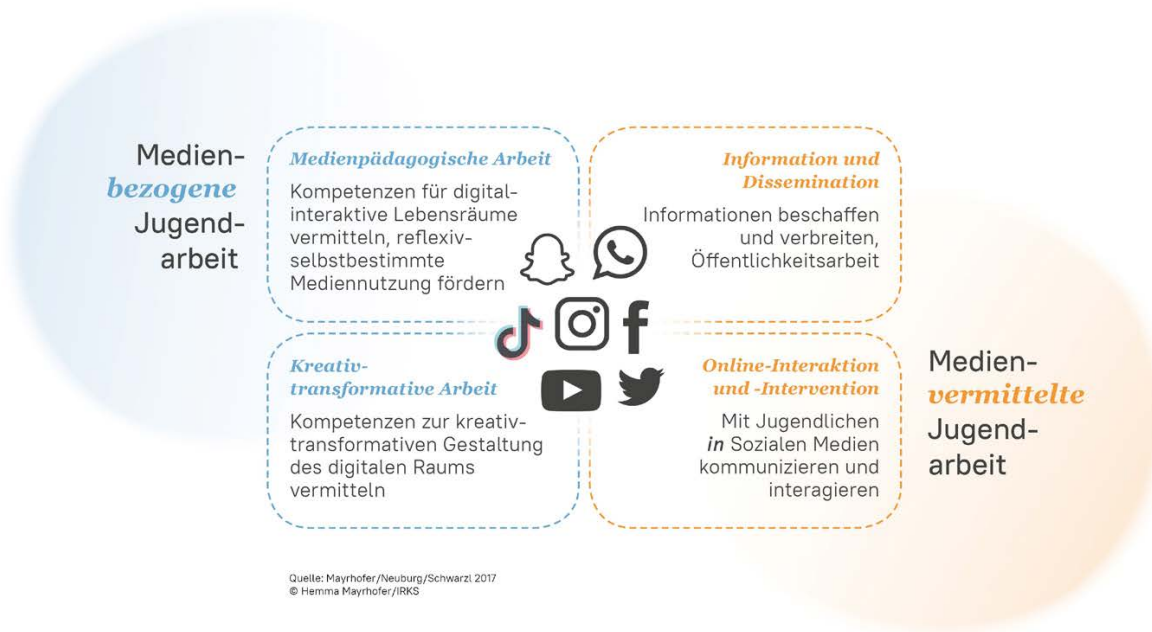 Medien-
bezogene
Jugend-
arbeit
Medienpädagogische Arbeit
Kompetenzen für digital-
interaktive Lebensräume
vermitteln, reflexiv-
selbstbestimmte
Mediennutzung fördern
Information und
Dissemination
Informationen beschaffen
und verbreiten,
Öffentlichkeitsarbeit
Kreativ-
transformative Arbeit
Kompetenzen zur kreativ-
transformativen Gestaltung
des digitalen Raums
vermitteln
Online-Interaktion
und -Intervention
Mit Jugendlichen
in Sozialen Medien
kommunizieren und
interagieren
Medien-
vermittelte
Jugend-
arbeit
Quelle: Mayrhofer/Neuburg/Schwarzl 2017
© Hemma Mayrhofer/IRKS